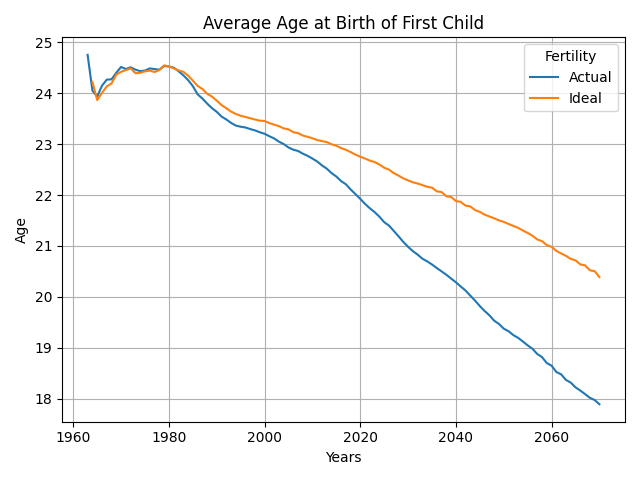 Average Age at Birth of First Child
Fertility
Actual
Ideal
Age
25
24
23
22
21
20
19
18
1960
1980
2000
2020
2040
2060
Years